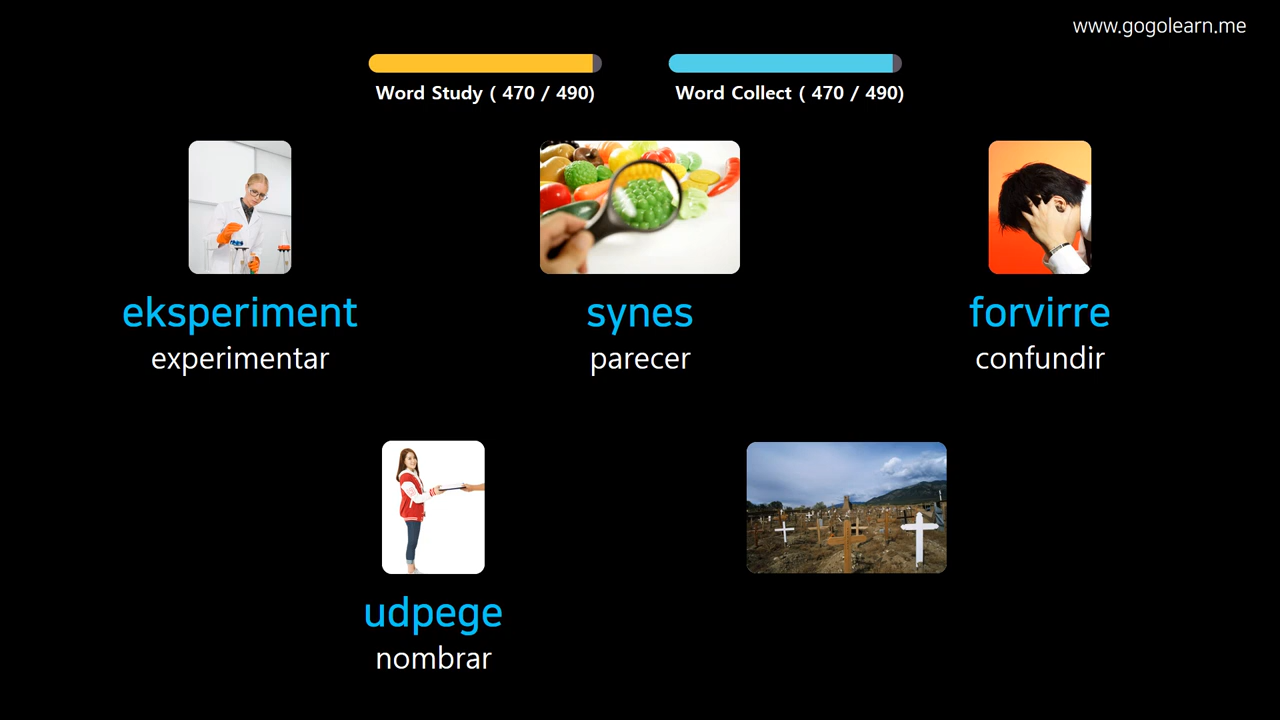 www.gogolearn.me
Word Study ( 470 / 490)
Word Collect ( 470 / 490)
eksperiment
experimentar
synes
parecer
forvirre
confundir
udpege
nombrar